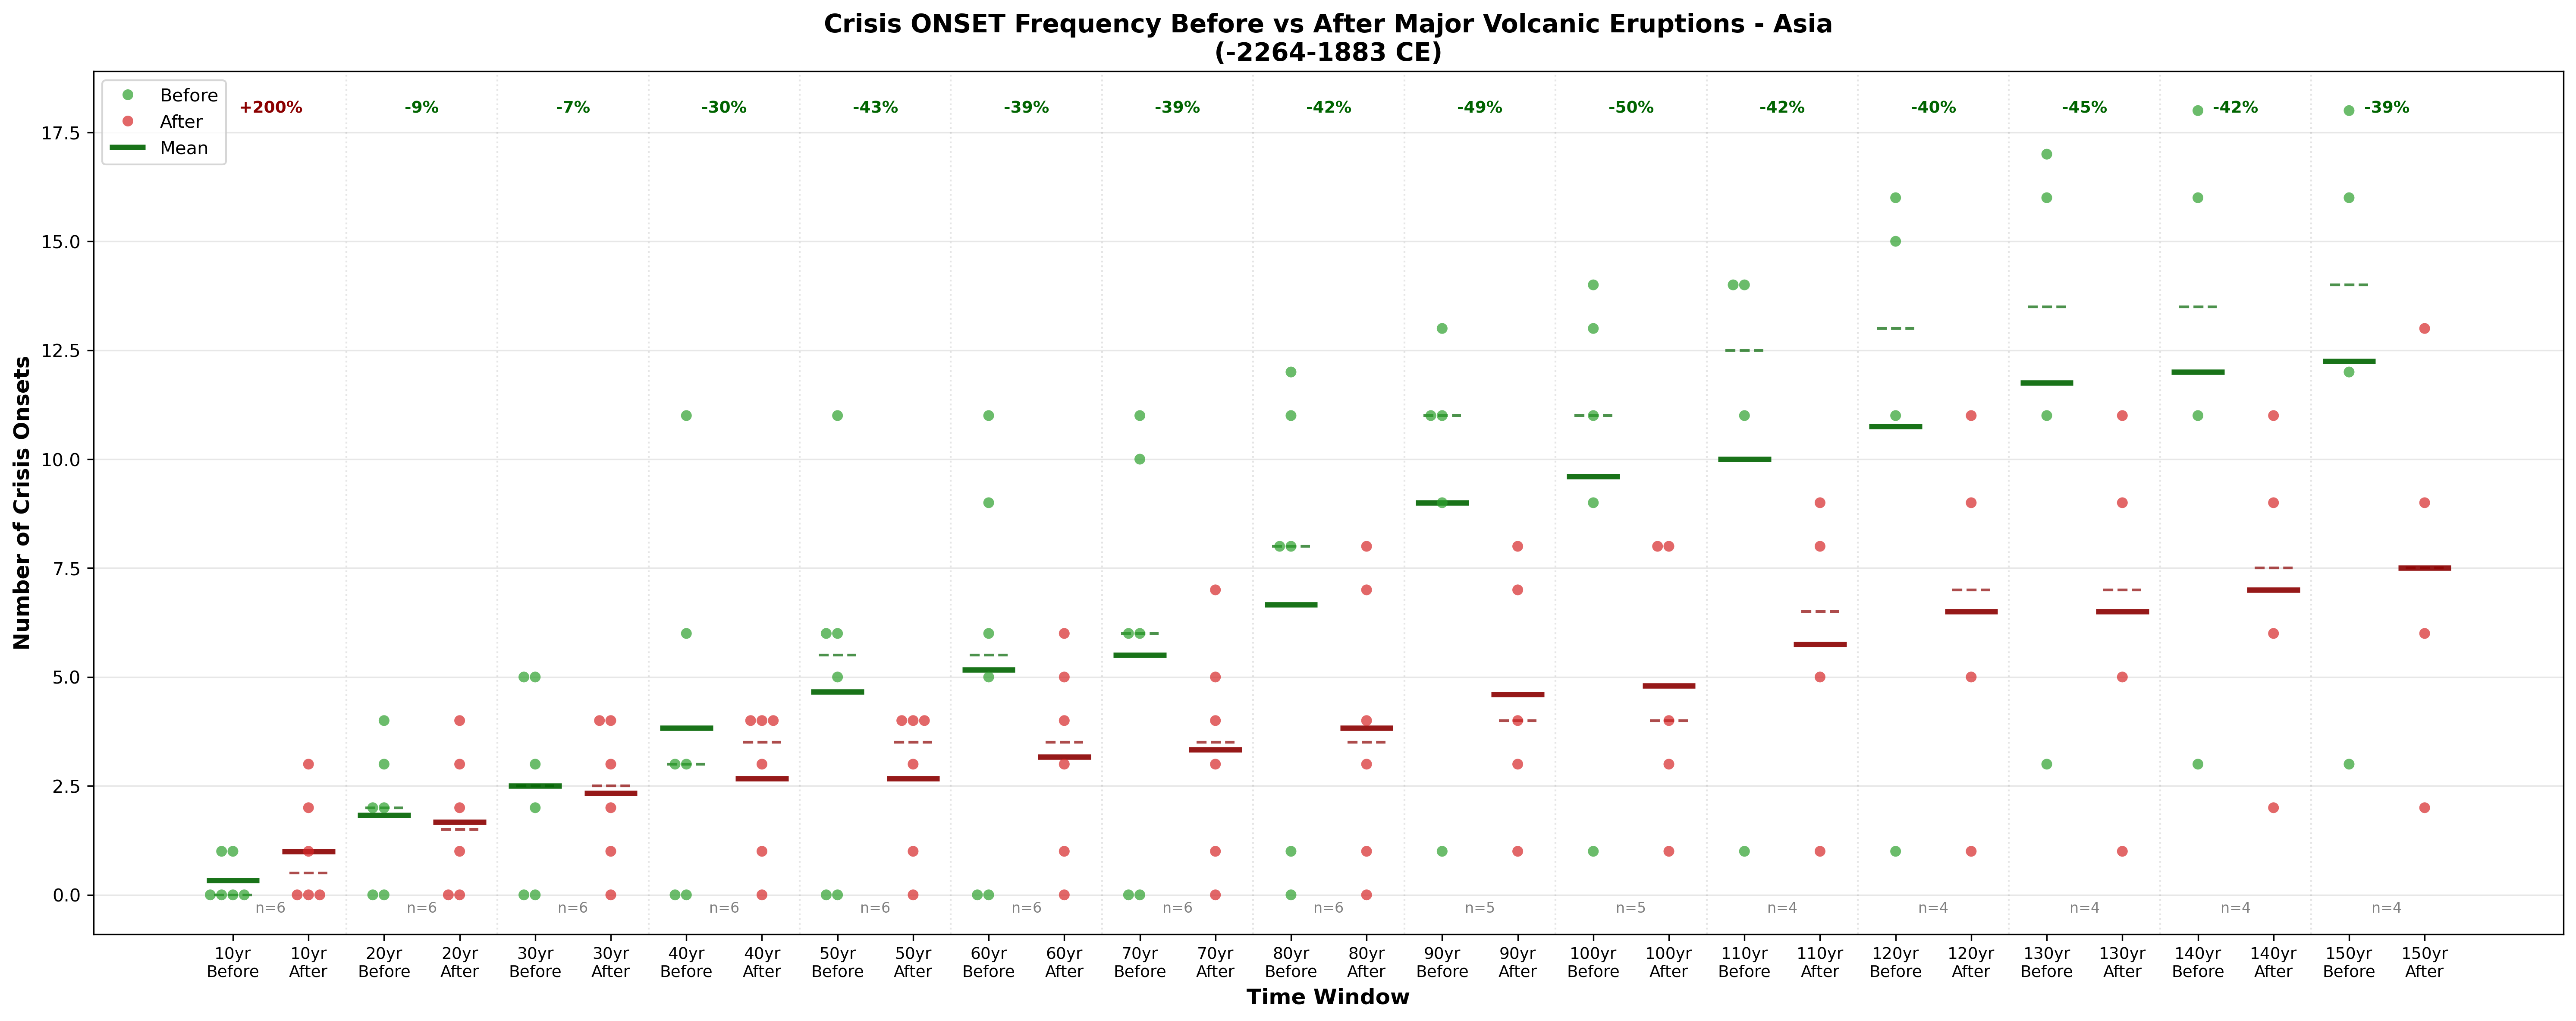 Crisis ONSET Frequency Before vs After Major Volcanic Eruptions - Asia
(-2264-1883 CE)
Before
After
Mean
+200% -9% -7% -30% -43% -39% -39% -42% -49% -50% -42% -40% -45% -42% -39%
Number of Crisis Onsets
17.5
15.0
12.5
10.0
7.5
5.0
2.5
0.0
n=6 n=6 n=6 n=6 n=6 n=6 n=6 n=6 n=5 n=5 n=4 n=4 n=4 n=4 n=4
10yr 10yr 20yr 20yr 30yr 30yr 40yr 40yr 50yr 50yr 60yr 60yr 70yr 70yr 80yr 80yr 90yr 90yr 100yr 100yr 110yr 110yr 120yr 120yr 130yr 130yr 140yr 140yr 150yr 150yr
Before After Before After Before After Before After Before After Before After Before After Before After Before After Before After Before After Before After Before After Before After Before After
Time Window